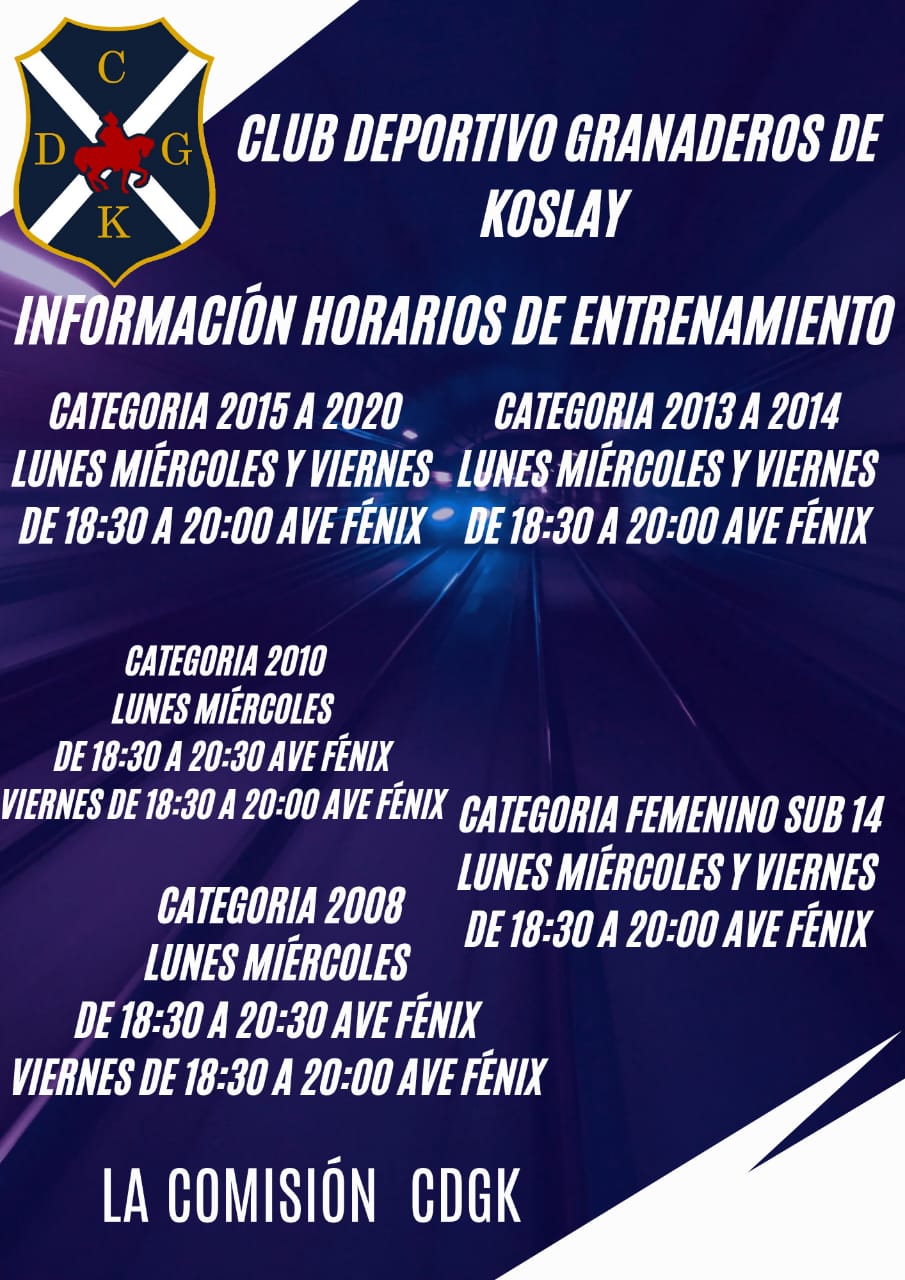 C
D G
K
CLUB DEPORTIVO GRANADEROS DE
KOSLAY
INFORMACIÓN HORARIOS DE ENTRENAMIENTO
CATEGORIA 2015 A 2020
LUNES MIÉRCOLES Y VIERNES
DE 18:30 A 20:00 AVE FÉNIX
CATEGORIA 2013 A 2014
LUNES MIÉRCOLES Y VIERNES
DE 18:30 A 20:00 AVE FÉNIX
CATEGORIA 2010
LUNES MIÉRCOLES
DE 18:30 A 20:30 AVE FÉNIX
VIERNES DE 18:30 A 20:00 AVE FÉNIX
CATEGORIA FEMENINO SUB 14
LUNES MIÉRCOLES Y VIERNES
DE 18:30 A 20:00 AVE FÉNIX
CATEGORIA 2008
LUNES MIÉRCOLES
DE 18:30 A 20:30 AVE FÉNIX
VIERNES DE 18:30 A 20:00 AVE FÉNIX
LA COMISIÓN CDGK